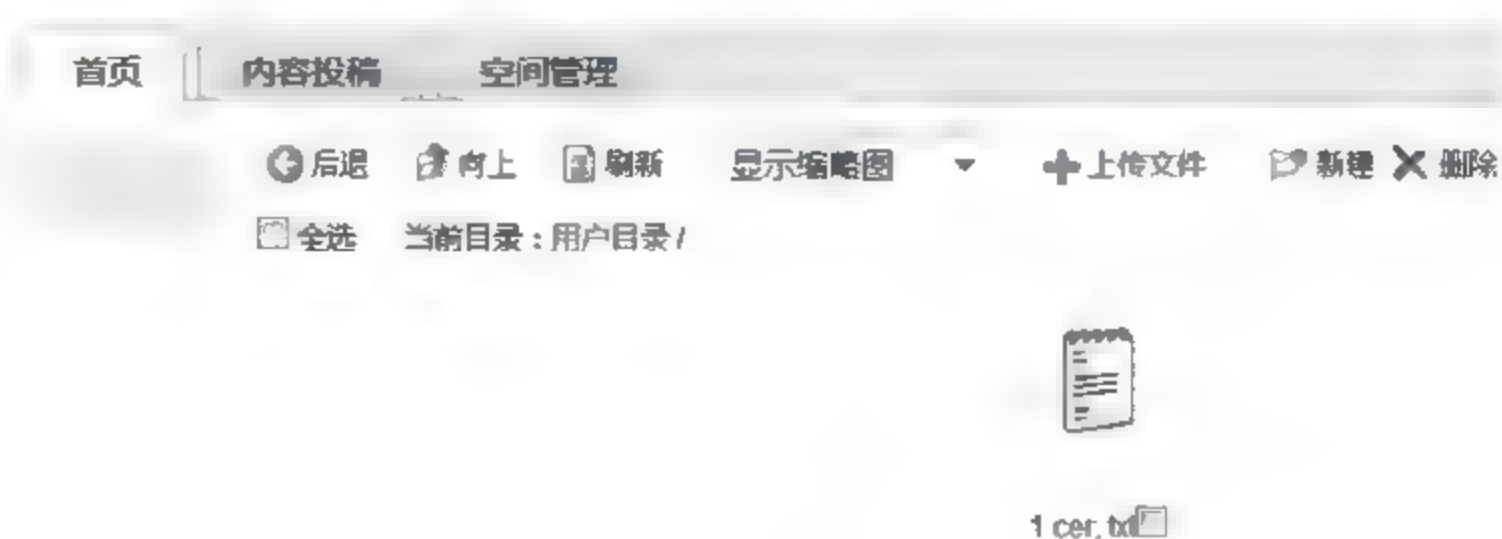 首页 内容投稿 空间管理
后退 向上 刷新 显示缩略图 上传文件 新建 删除
全选 当前目录:用户目录/
1 cer, txt